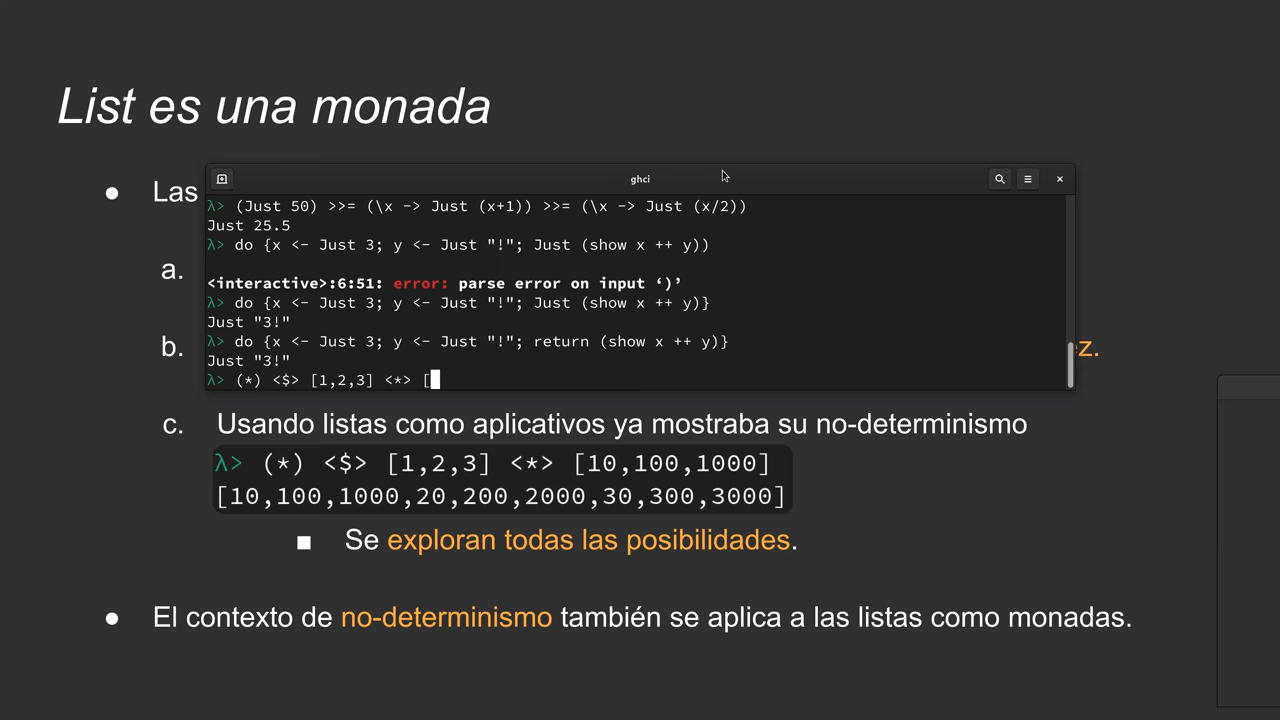 List es una monada
● Las
ghci
λ> (Just 50) >>= (\x -> Just (x+1)) >>= (\x -> Just (x/2))
Just 25.5
λ> do {x <- Just 3; y <- Just "!"; Just (show x ++ y))
<interactive>:6:51: error: parse error on input ‘)’
λ> do {x <- Just 3; y <- Just "!"; Just (show x ++ y)}
Just "3!"
λ> do {x <- Just 3; y <- Just "!"; return (show x ++ y)}
Just "3!"
λ> (*) <$> [1,2,3] <*> [
a.
b.
ez.
c. Usando listas como aplicativos ya mostraba su no-determinismo
λ> (*) <$> [1,2,3] <*> [10,100,1000]
[10,100,1000,20,200,2000,30,300,3000]
■ Se exploran todas las posibilidades.
● El contexto de no-determinismo también se aplica a las listas como monadas.